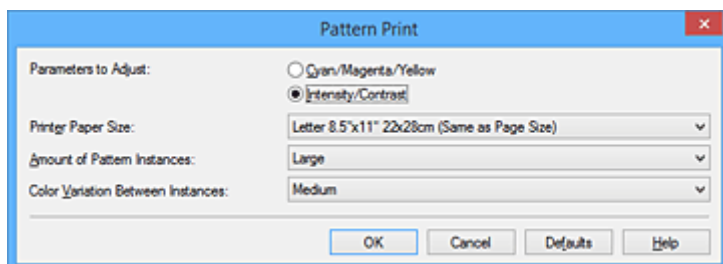 Pattern Print
Parameters to Adjust:
Cyan/Magenta/Yellow
Intensity/Contrast
Printer Paper Size: Letter 8.5"x11" 22x28cm (Same as Page Size)
Amount of Pattern Instances: Large
Color Variation Between Instances: Medium
OK Cancel Defaults Help